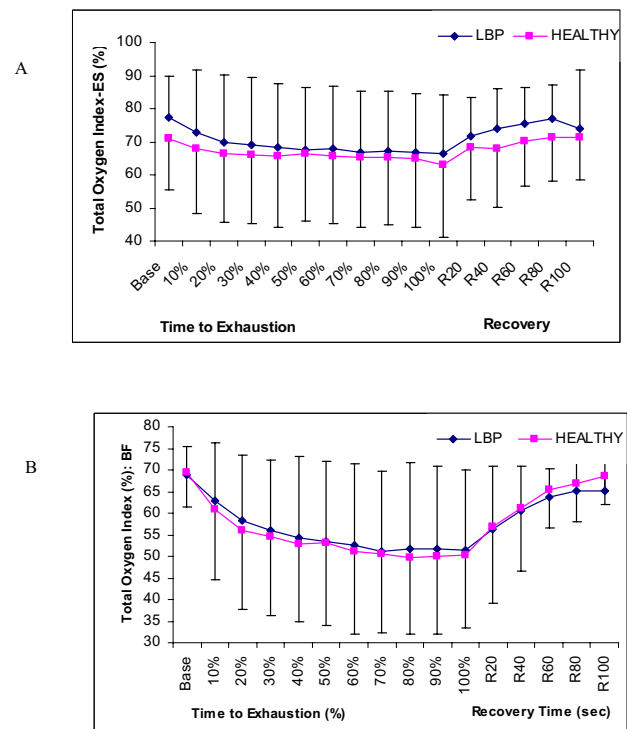 A
Total Oxygen Index-ES (%)
LBP HEALTHY
100
90
80
70
60
50
40
Base 10% 20% 30% 40% 50% 60% 70% 80% 90% 100% R20 R40 R60 R80 R100
Time to Exhaustion Recovery
B
Total Oxygen Index (%): BF
LBP HEALTHY
80
75
70
65
60
55
50
45
40
35
30
Base 10% 20% 30% 40% 50% 60% 70% 80% 90% 100% R20 R40 R60 R80 R100
Time to Exhaustion (%) Recovery Time (sec)